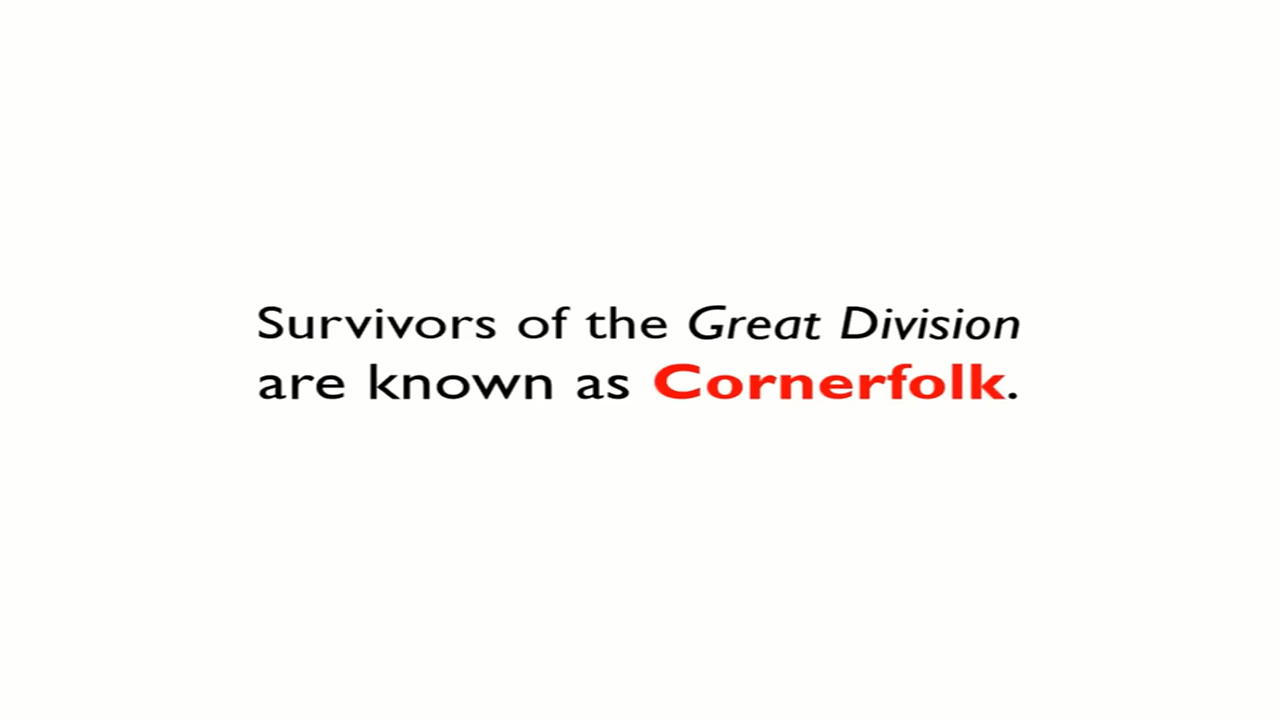 Survivors of the Great Division
are known as Cornerfolk.